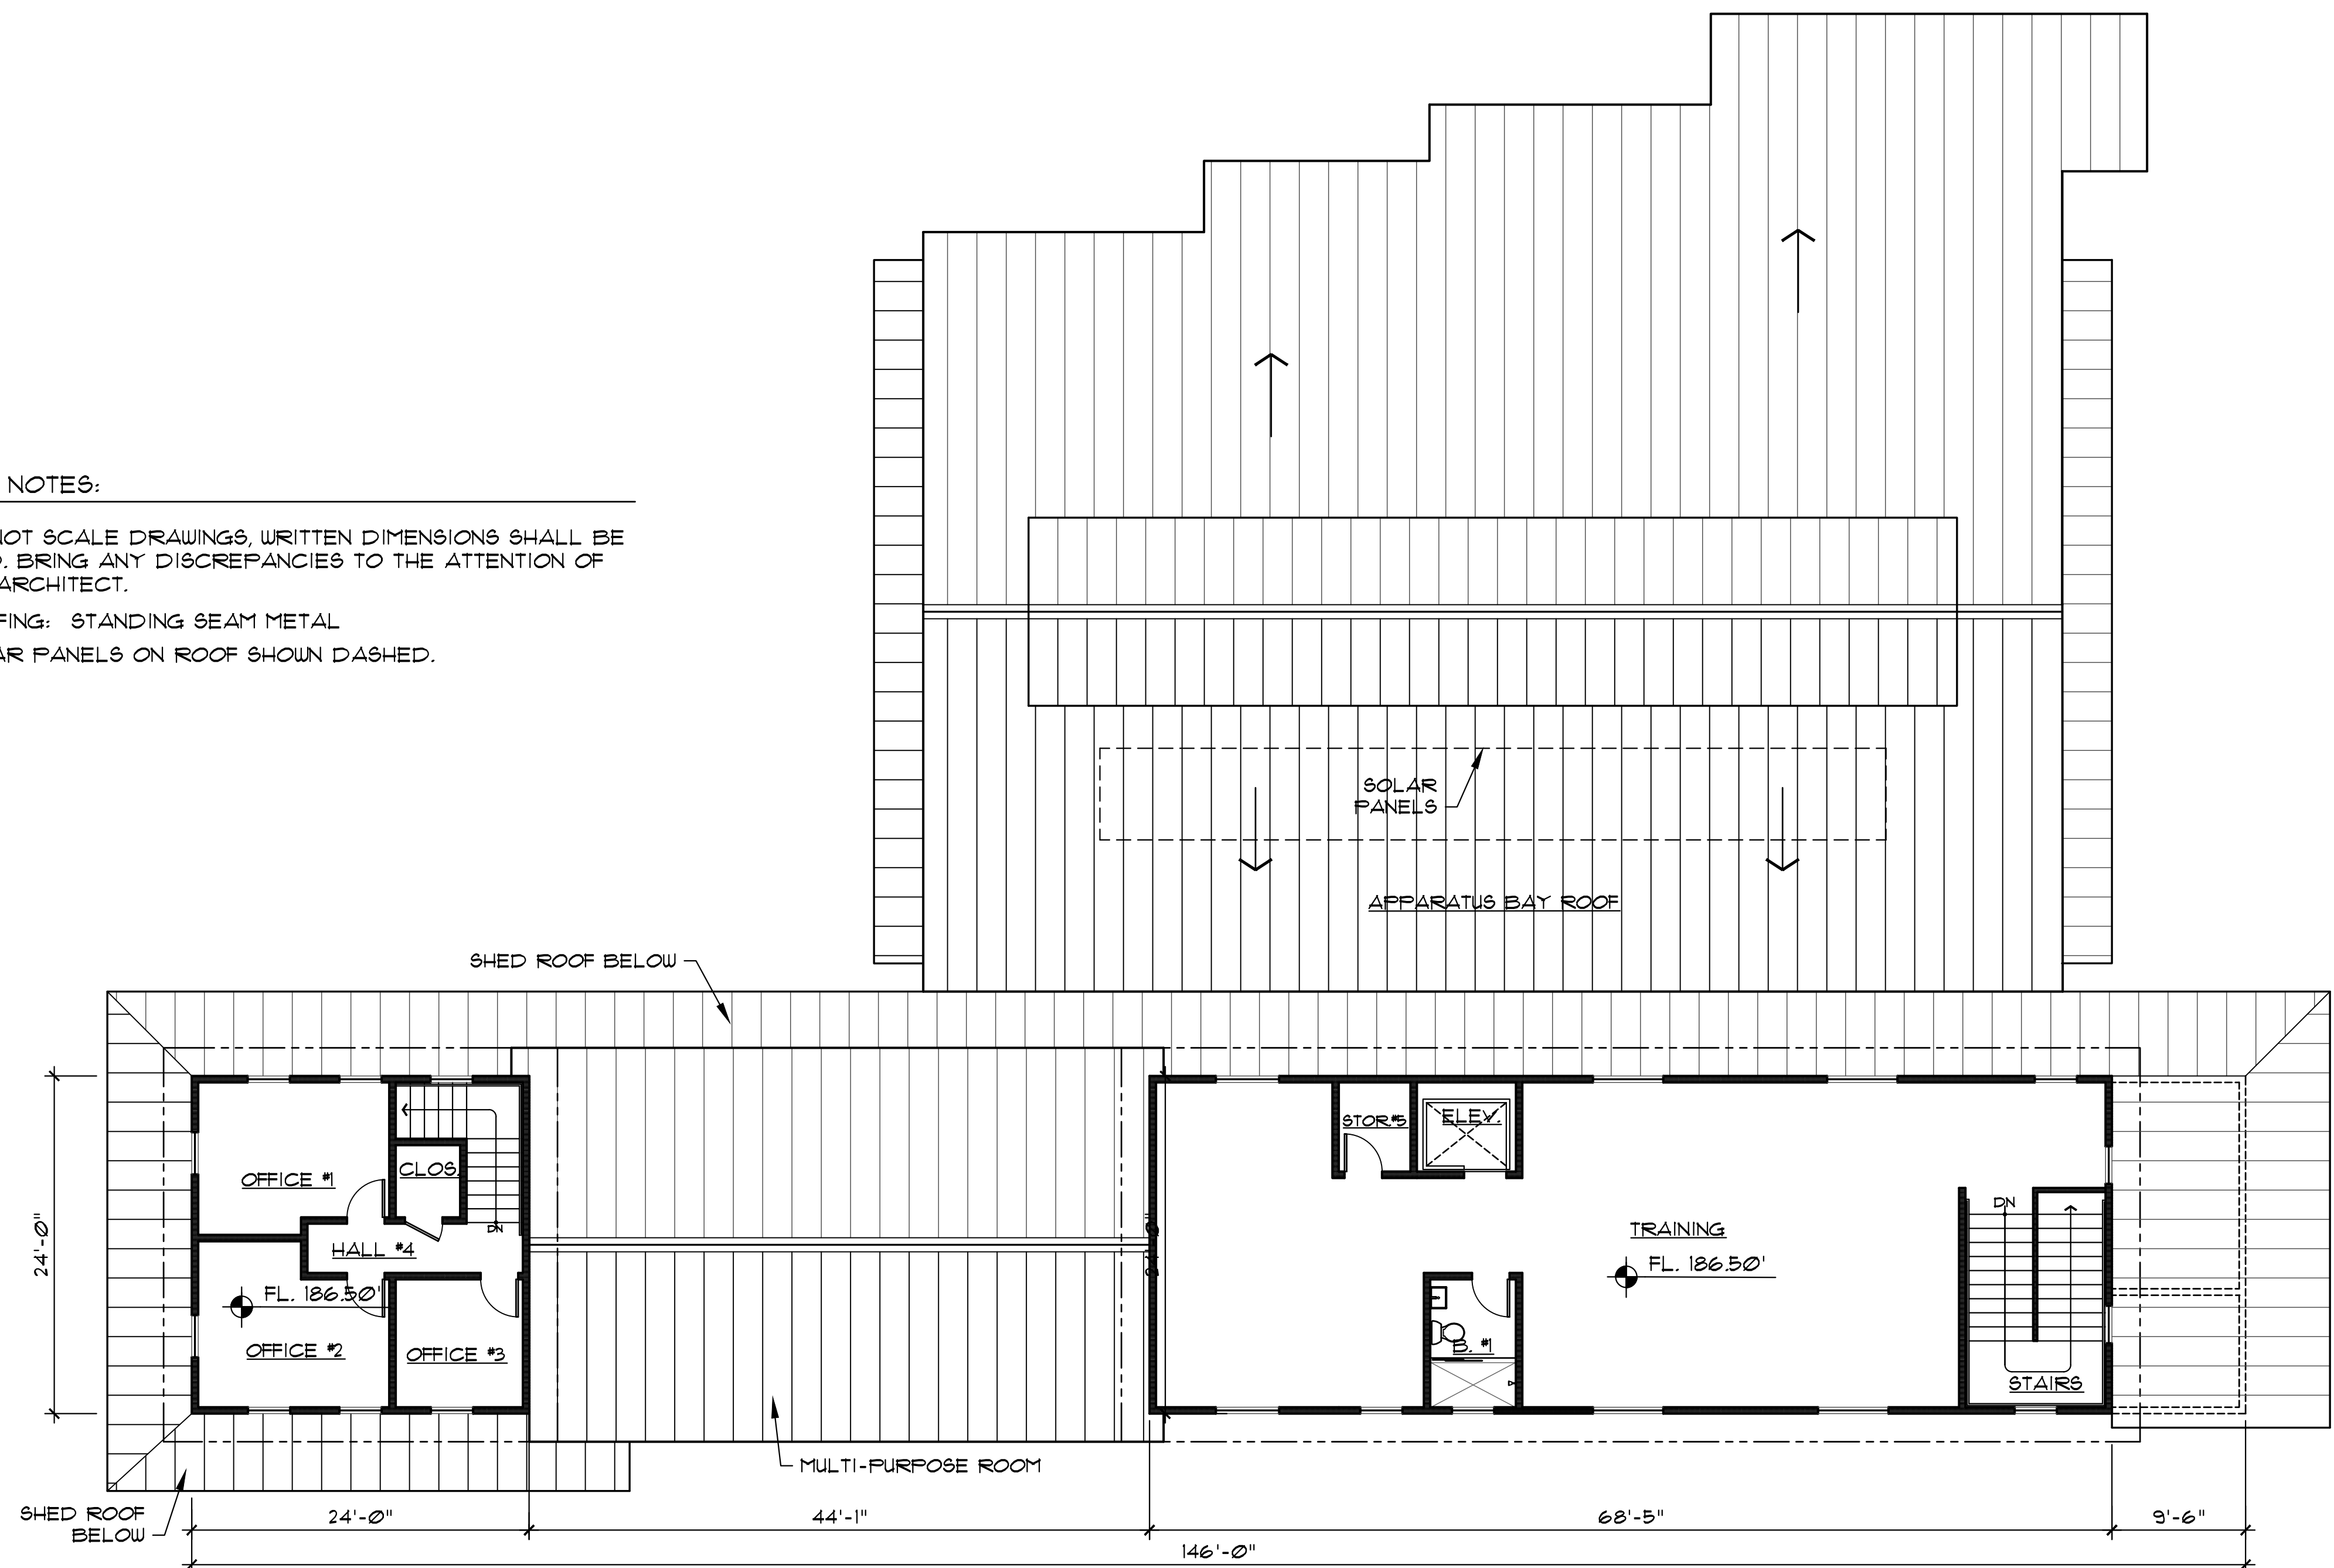 NOTES:
NOT SCALE DRAWINGS, WRITTEN DIMENSIONS SHALL BE
. BRING ANY DISCREPANCIES TO THE ATTENTION OF
ARCHITECT.
FING: STANDING SEAM METAL
AR PANELS ON ROOF SHOWN DASHED.
SOLAR
PANELS
APPARATUS BAY ROOF
SHED ROOF BELOW
STOR.#5
ELEV.
OFFICE #1
CLOS.
DN
HALL #4
24'-0"
24'-0"
TRAINING
FL. 186.50'
DN
FL. 186.50'
OFFICE #2
OFFICE #3
B. #1
STAIRS
MULTI-PURPOSE ROOM
SHED ROOF
BELOW
24'-0"
44'-1"
68'-5"
9'-6"
146'-0"